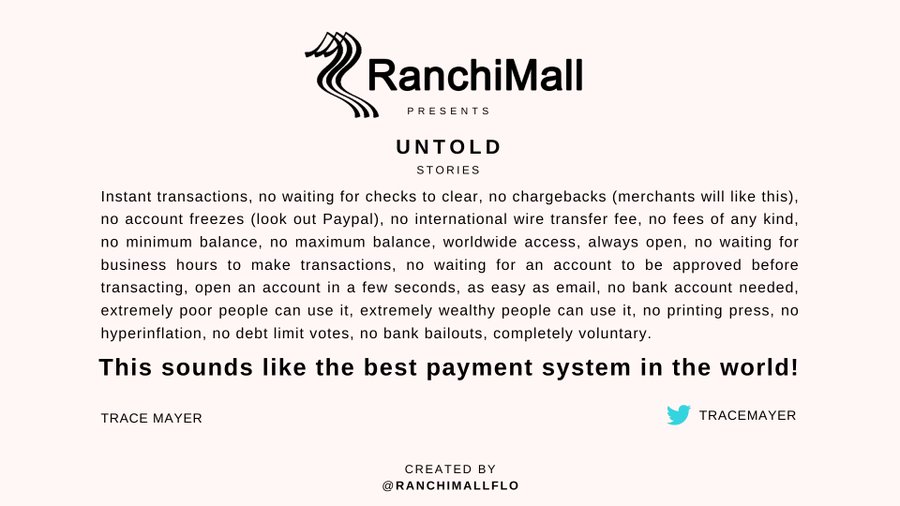 RanchiMall
PRESENTS
UNTOLD
STORIES
Instant transactions, no waiting for checks to clear, no chargebacks (merchants will like this),
no account freezes (look out Paypal), no international wire transfer fee, no fees of any kind,
no minimum balance, no maximum balance, worldwide access, always open, no waiting for
business hours to make transactions, no waiting for an account to be approved before
transacting, open an account in a few seconds, as easy as email, no bank account needed,
extremely poor people can use it, extremely wealthy people can use it, no printing press, no
hyperinflation, no debt limit votes, no bank bailouts, completely voluntary.
This sounds like the best payment system in the world!
TRACE MAYER
TRACEMAYER
CREATED BY
@RANCHIMALLFLO